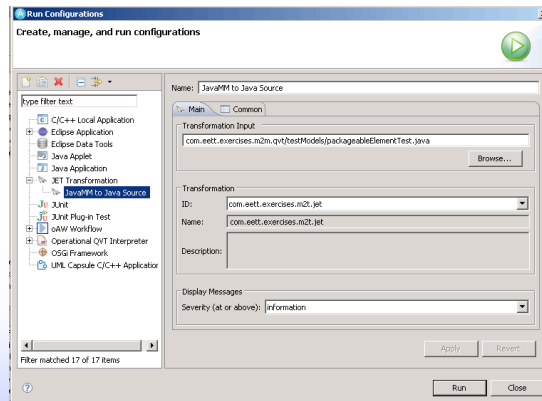 Run Configurations
Create, manage, and run configurations
type filter text
C/C++ Local Application
Eclipse Application
Eclipse Data Tools
Java Applet
Java Application
JET Transformation
JavaMM to Java Source
JUnit
JUnit Plug-in Test
oAW Workflow
Operational QVT Interpreter
OSGi Framework
UML Capsule C/C++ Applicatior
Filter matched 17 of 17 items
Name: JavaMM to Java Source
Main Common
Transformation Input
com.eett.exercises.m2m.qvt/testModels/packageableElementTest.java
Browse...
Transformation
ID: com.eett.exercises.m2t.jet
Name: com.eett.exercises.m2t.jet
Description:
Display Messages
Severity (at or above): information
Apply Revert
Run Close